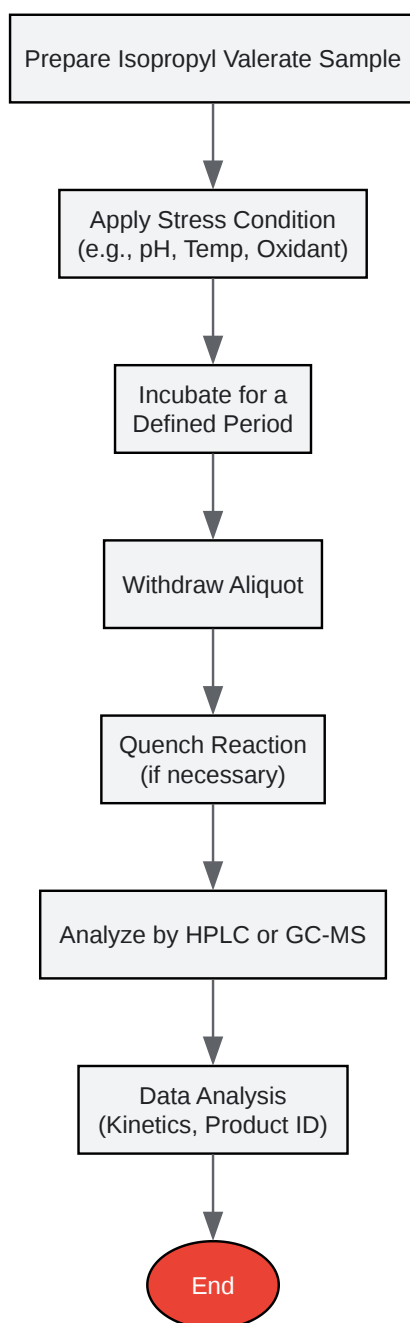 Prepare Isopropyl Valerate Sample
Apply Stress Condition
(e.g., pH, Temp, Oxidant)
Incubate for a
Defined Period
Withdraw Aliquot
Quench Reaction
(if necessary)
Analyze by HPLC or GC-MS
Data Analysis
(Kinetics, Product ID)
End